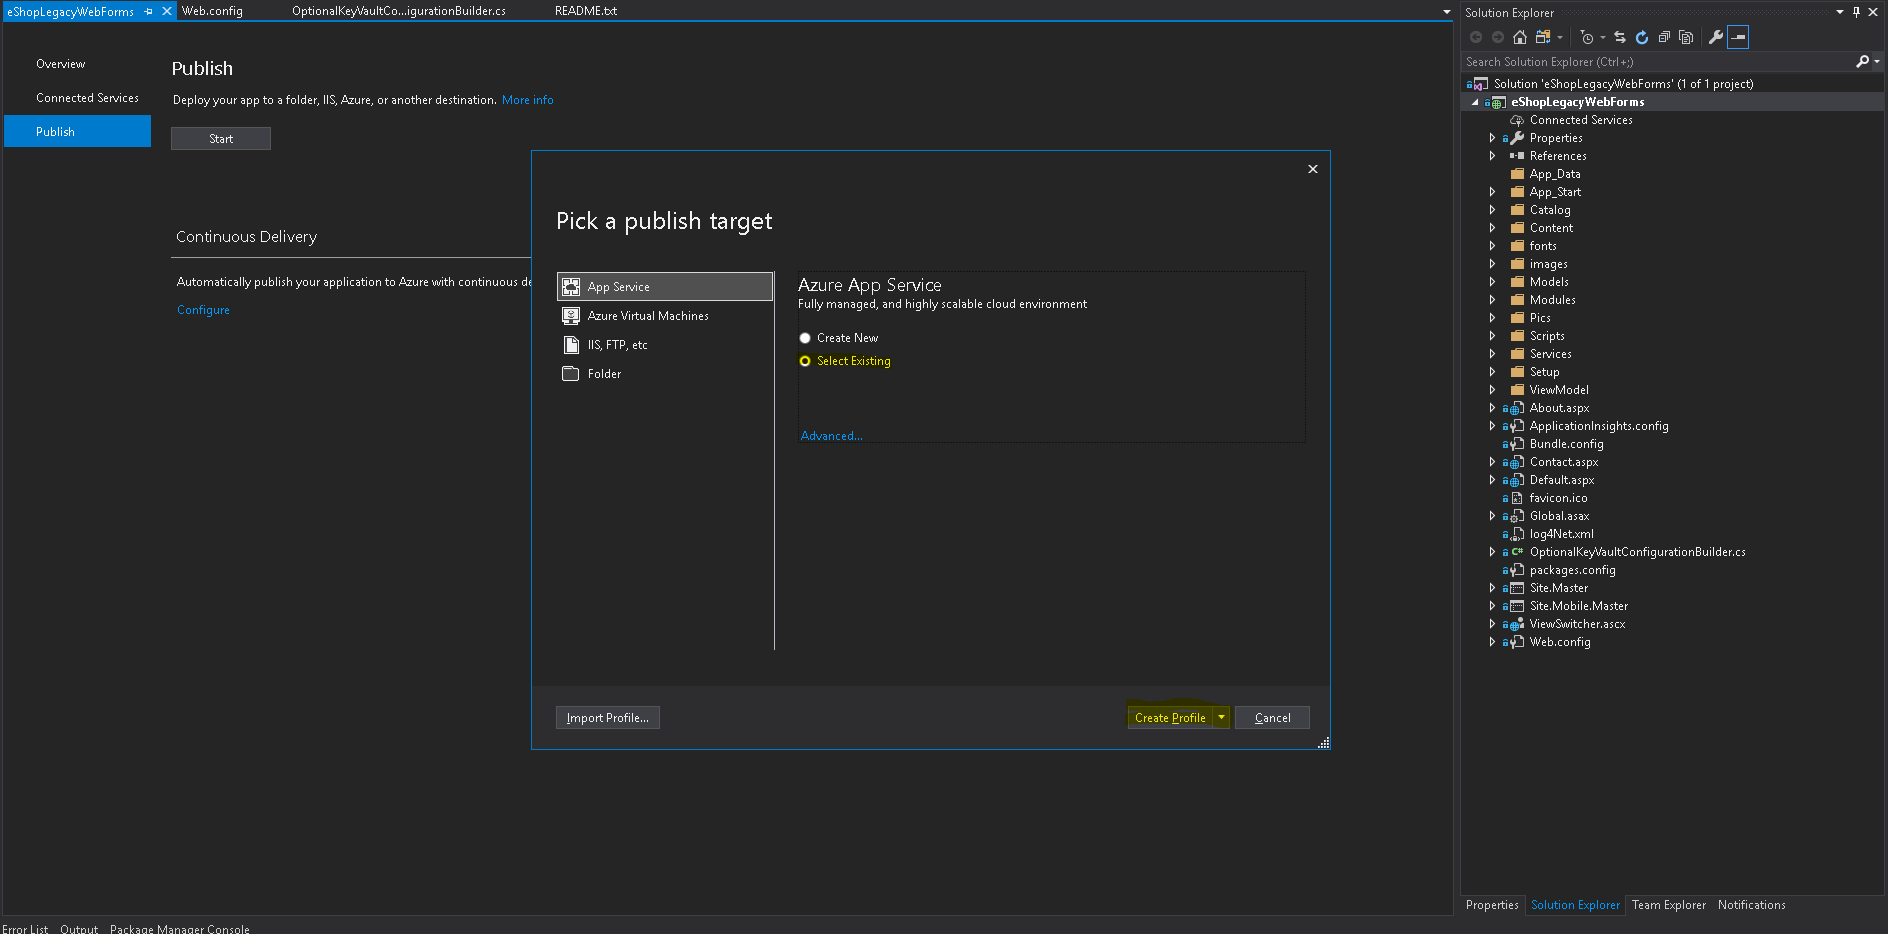 eShopLegacyWebForms
Web.config
OptionalKeyVaultCo...igurationBuilder.cs
README.txt
Overview
Connected Services
Publish
Publish
Deploy your app to a folder, IIS, Azure, or another destination. More info
Start
Continuous Delivery
Automatically publish your application to Azure with continuous de
Configure
Pick a publish target
App Service
Azure Virtual Machines
IIS, FTP, etc
Folder
Azure App Service
Fully managed, and highly scalable cloud environment
Create New
Select Existing
Advanced...
Import Profile...
Create Profile
Cancel
Solution Explorer
Search Solution Explorer (Ctrl+;)
Solution 'eShopLegacyWebForms' (1 of 1 project)
eShopLegacyWebForms
Connected Services
Properties
References
App_Data
App_Start
Catalog
Content
fonts
images
Models
Modules
Pics
Scripts
Services
Setup
ViewModel
About.aspx
ApplicationInsights.config
Bundle.config
Contact.aspx
Default.aspx
favicon.ico
Global.asax
log4Net.xml
C# OptionalKeyVaultConfigurationBuilder.cs
packages.config
Site.Master
Site.Mobile.Master
ViewSwitcher.ascx
Web.config
Properties
Solution Explorer
Team Explorer
Notifications
Error List
Output
Package Manager Console